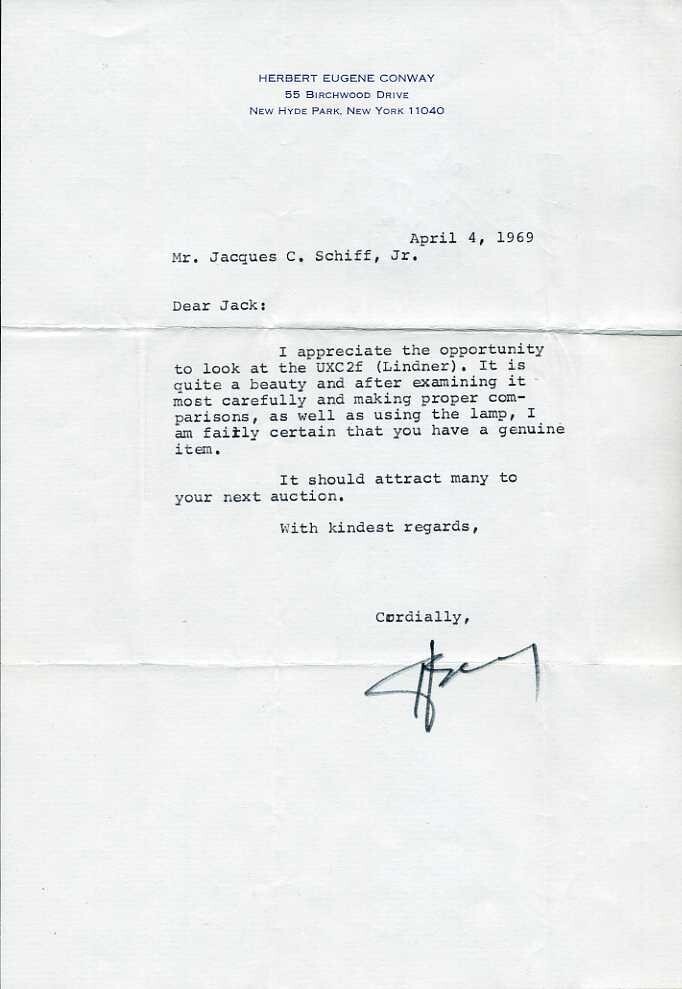 HERBERT EUGENE CONWAY
55 BIRCHWOOD DRIVE
NEW HYDE PARK, NEW YORK 11040
April 4, 1969
Mr. Jacques C. Schiff, Jr.
Dear Jack:
I appreciate the opportunity
to look at the UXC2f (Lindner). It is
quite a beauty and after examining it
most carefully and making proper com-
parisons, as well as using the lamp, I
am fairly certain that you have a genuine
item.
It should attract many to
your next auction.
With kindest regards,
Cordially,